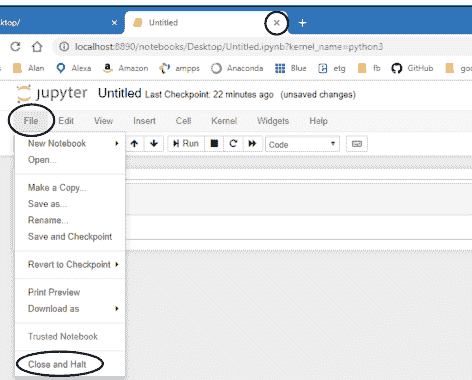 ktop/ × Untitled × +
localhost:8890/notebooks/Desktop/Untitled.ipynb?kernel_name=python3
Alan Alexa Amazon ampps Anaconda Blue etg fb GitHub goo
jupyter Untitled Last Checkpoint: 22 minutes ago (unsaved changes)
File Edit View Insert Cell Kernel Widgets Help
New Notebook
Run Code
Open...
Make a Copy...
Save as...
Rename...
Save and Checkpoint
Revert to Checkpoint
Print Preview
Download as
Trusted Notebook
Close and Halt